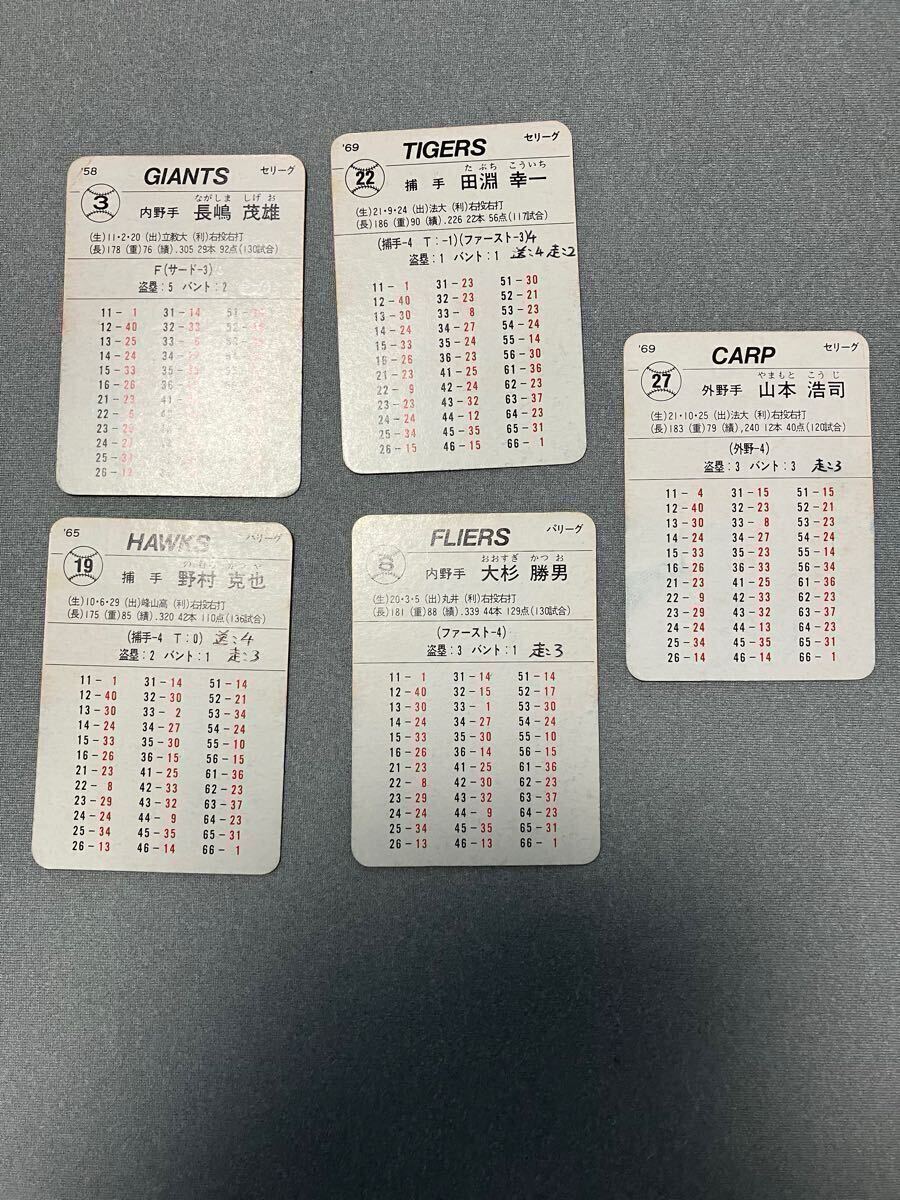 '58 GIANTS セリーグ
3 内野手 長嶋 茂雄
ながしま しげお
(生)11・2・20 (出)立教大 (利)右投右打
(長)178 (重)76 (績).305 29本 92点(130試合)
F(サード-3)
盗塁:5 バント:2
11- 1 31-14
12-40 32-33
13-25
14-24
15-33
16-26
21-23
22- 6
23-
24-
25-
26-
'69 TIGERS セリーグ
たぶち こういち
22 捕手 田淵 幸一
(生)21・9・24 (出)法大 (利)右投右打
(長)186 (重)90 (績).226 22本 56点(117試合)
(捕手-4 T:-1)(ファースト-3)4
盗塁:1 バント:1 送:4 走:2
11- 1 31-23 51-30
12-40 32-23 52-21
13-30 33- 8 53-24
14-24 34-27 54-24
15-33 35-24 55-10
16-26 36-23 56-24
21-23 41-25 61-36
22- 9 42-24 62-23
23-24 43-24 63-37
24-24 44-12 64-23
25-34 45-35 65-31
26-15 46-15 66- 1
'69 CARP セリーグ
やまもと こうじ
27 外野手 山本 浩司
(生)21・10・25 (出)法大 (利)右投右打
(長)183 (重)79 (績),240 12本 40点(120試合)
(外野-4)
盗塁:3 バント:3 走:3
11- 4 31-15 51-15
12-40 32-23 52-23
13-30 33- 8 53-21
14-24 34-27 54-24
15-33 35-23 55-10
16-26 36-24 56-24
21-23 41-25 61-36
22- 9 42-33 62-23
23-29 43-32 63-37
24-24 44- 9 64-23
25-34 45-35 65-31
26-14 46-14 66- 1
'65 HAWKS パリーグ
19 捕手 野村 克也
(生)10・6・29 (出)峰山高 (利)右投右打
(長)175 (重)85 (績).320 42本 110点(136試合)
(捕手-4 T:0) 送:4
盗塁:2 バント:1 走:3
11- 1 31-14 51-14
12-40 32-30 52-21
13-30 33- 2 53-34
14-24 34-27 54-24
15-33 35-30 55-10
16-26 36-15 56-15
21-23 41-25 61-36
22- 8 42-33 62-23
23-29 43-32 63-37
24-24 44- 9 64-23
25-34 45-35 65-31
26-13 46-14 66- 1
FLIERS パリーグ
おおすぎ かつお
8 内野手 大杉 勝男
(生)20・3・5 (出)丸井 (利)右投右打
(長)181 (重)88 (績).339 44本 129点(130試合)
(ファースト-4)
盗塁:3 バント:1 走:3
11- 1 31-14 51-14
12-40 32-15 52-17
13-30 33- 1 53-30
14-24 34-27 54-24
15-33 35-30 55-10
16-26 36-14 56-15
21-23 41-25 61-36
22- 8 42-30 62-23
23-29 43-32 63-37
24-24 44- 9 64-23
25-34 45-35 65-31
26-13 46-14 66- 1